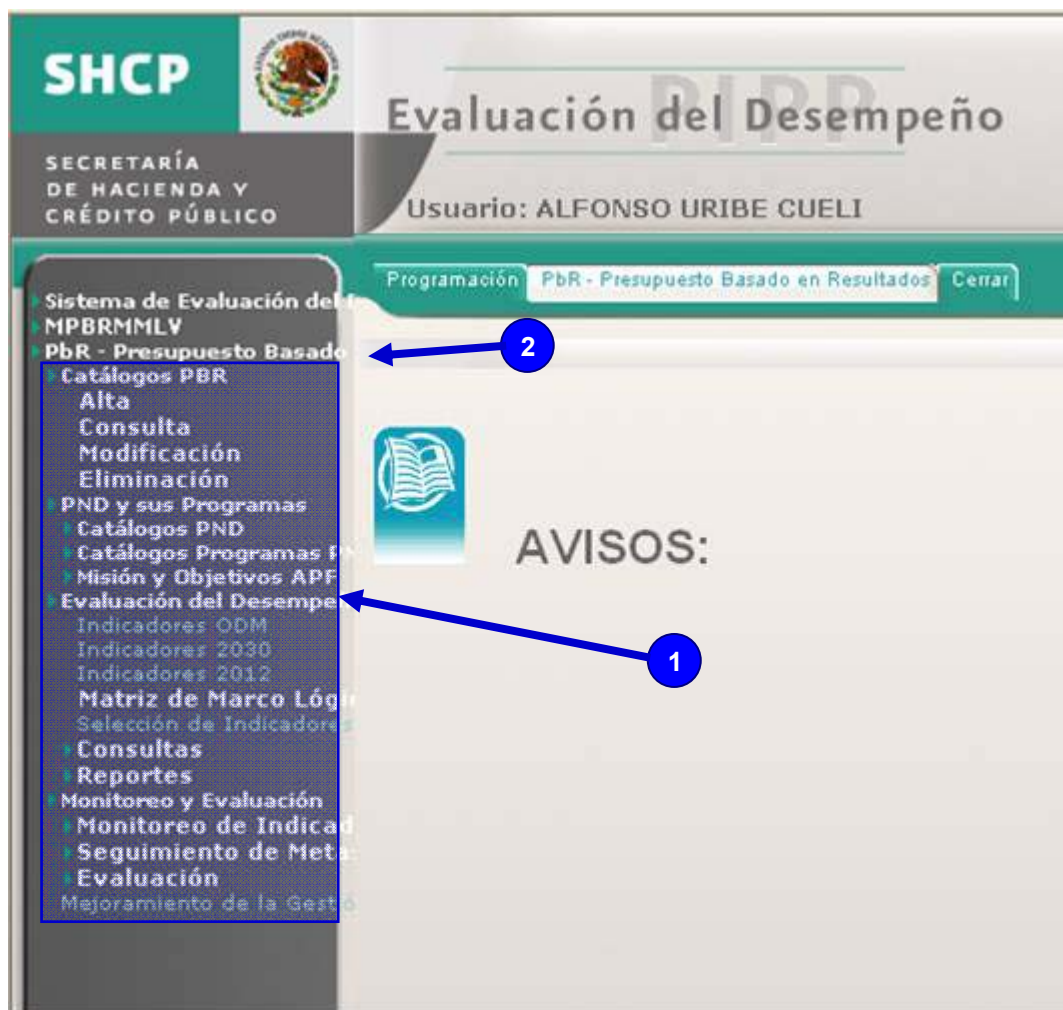 SHCP
SECRETARÍA
DE HACIENDA Y
CRÉDITO PÚBLICO
PIPP
Evaluación del Desempeño
Usuario: ALFONSO URIBE CUELI
Programación PbR - Presupuesto Basado en Resultados Cerrar
Sistema de Evaluación del
MPBRMMLV
PbR - Presupuesto Basado
2
Catálogos PBR
Alta
Consulta
Modificación
Eliminación
PND y sus Programas
Catálogos PND
Catálogos Programas
Misión y Objetivos APF
Evaluación del Desempe
Indicadores ODM
Indicadores 2030
Indicadores 2012
Matriz de Marco Lógi
Selección de Indicadores
Consultas
Reportes
Monitoreo y Evaluación
Monitoreo de Indicad
Seguimiento de Meta
Evaluación
Mejoramiento de la Gesti
AVISOS:
1